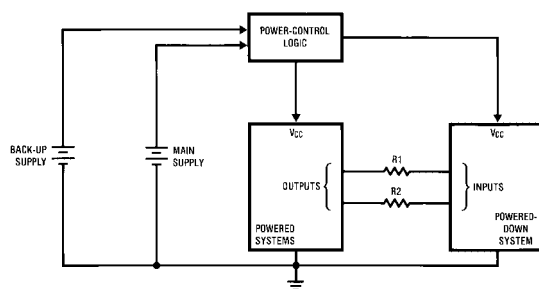 POWER-CONTROL
LOGIC
BACK-UP
SUPPLY
MAIN
SUPPLY
VCC
OUTPUTS
POWERED
SYSTEMS
R1
R2
VCC
INPUTS
POWERED-
DOWN
SYSTEM